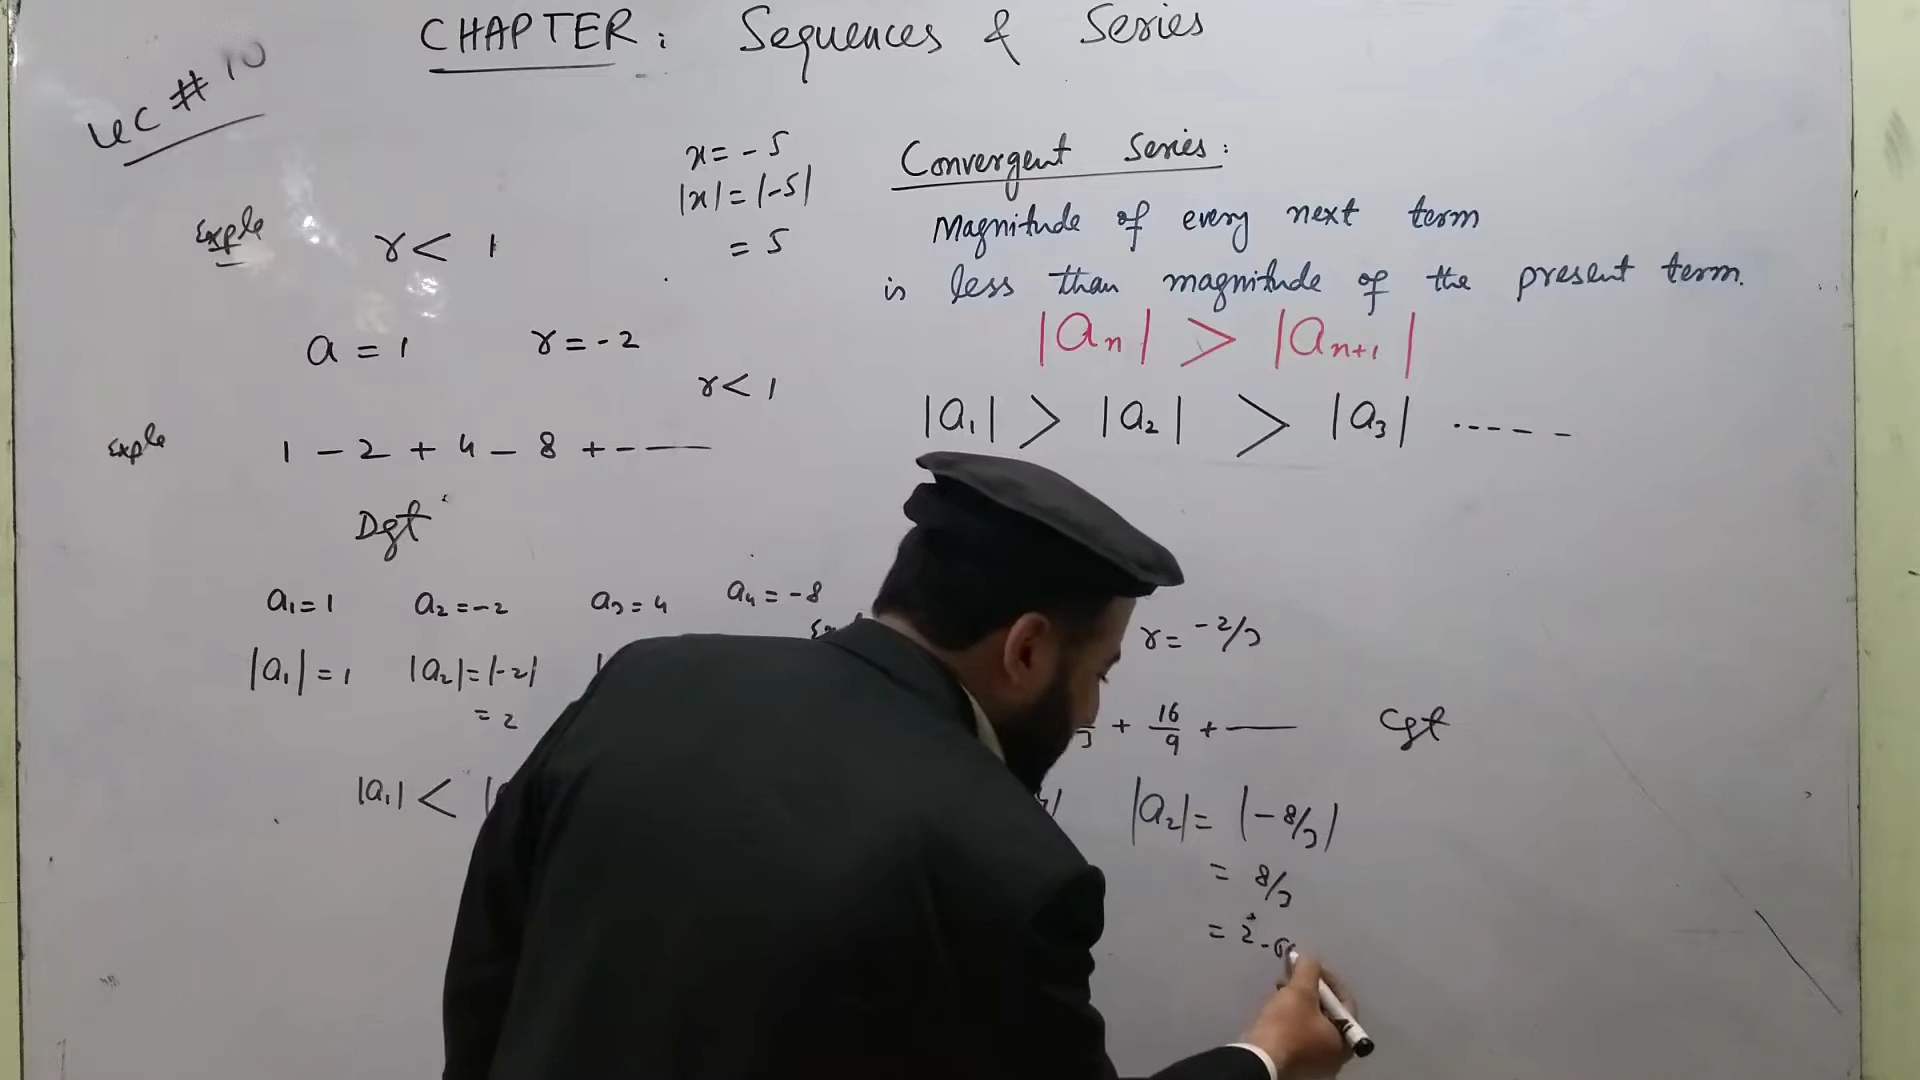 CHAPTER: Sequences & Series
Lec # 10
x = - 5
|x| = |-5|
= 5
Exple r < 1
a = 1 r = - 2
r < 1
Exple 1 - 2 + 4 - 8 + - ——
Dgt
a₁ = 1 a₂ = -2 a₃ = 4 a₄ = -8
|a₁| = 1 |a₂| = |-2|
= 2
|a₁| <
Convergent Series:
Magnitude of every next term
is less than magnitude of the present term.
|aₙ| > |aₙ₊₁|
|a₁| > |a₂| > |a₃| -----
r = -2/3
+ 16/9 + —— Cgt
|a₂| = |-8/3|
= 8/3
= 2.6